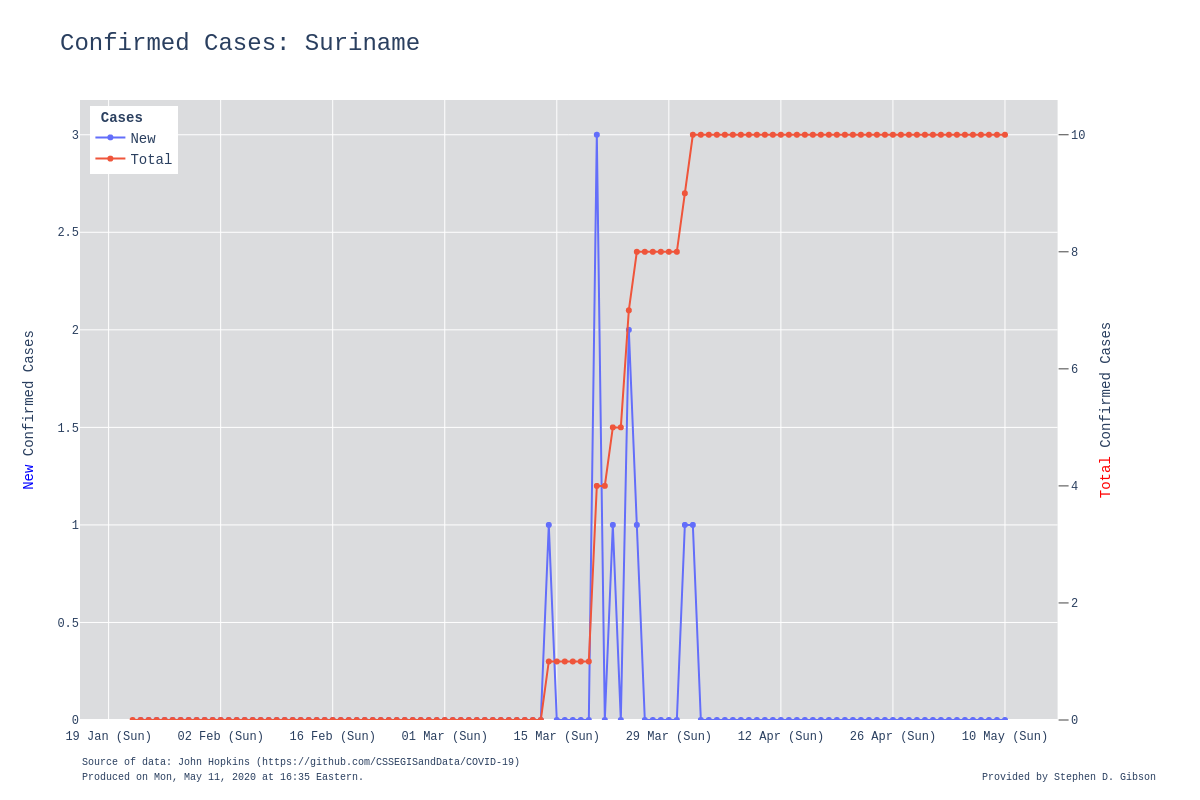 Confirmed Cases: Suriname
Cases
New
Total
3
2.5
2
1.5
1
0.5
0
10
8
6
4
2
0
New Confirmed Cases
Total Confirmed Cases
19 Jan (Sun) 02 Feb (Sun) 16 Feb (Sun) 01 Mar (Sun) 15 Mar (Sun) 29 Mar (Sun) 12 Apr (Sun) 26 Apr (Sun) 10 May (Sun)
Source of data: John Hopkins (https://github.com/CSSEGISandData/COVID-19)
Produced on Mon, May 11, 2020 at 16:35 Eastern.
Provided by Stephen D. Gibson